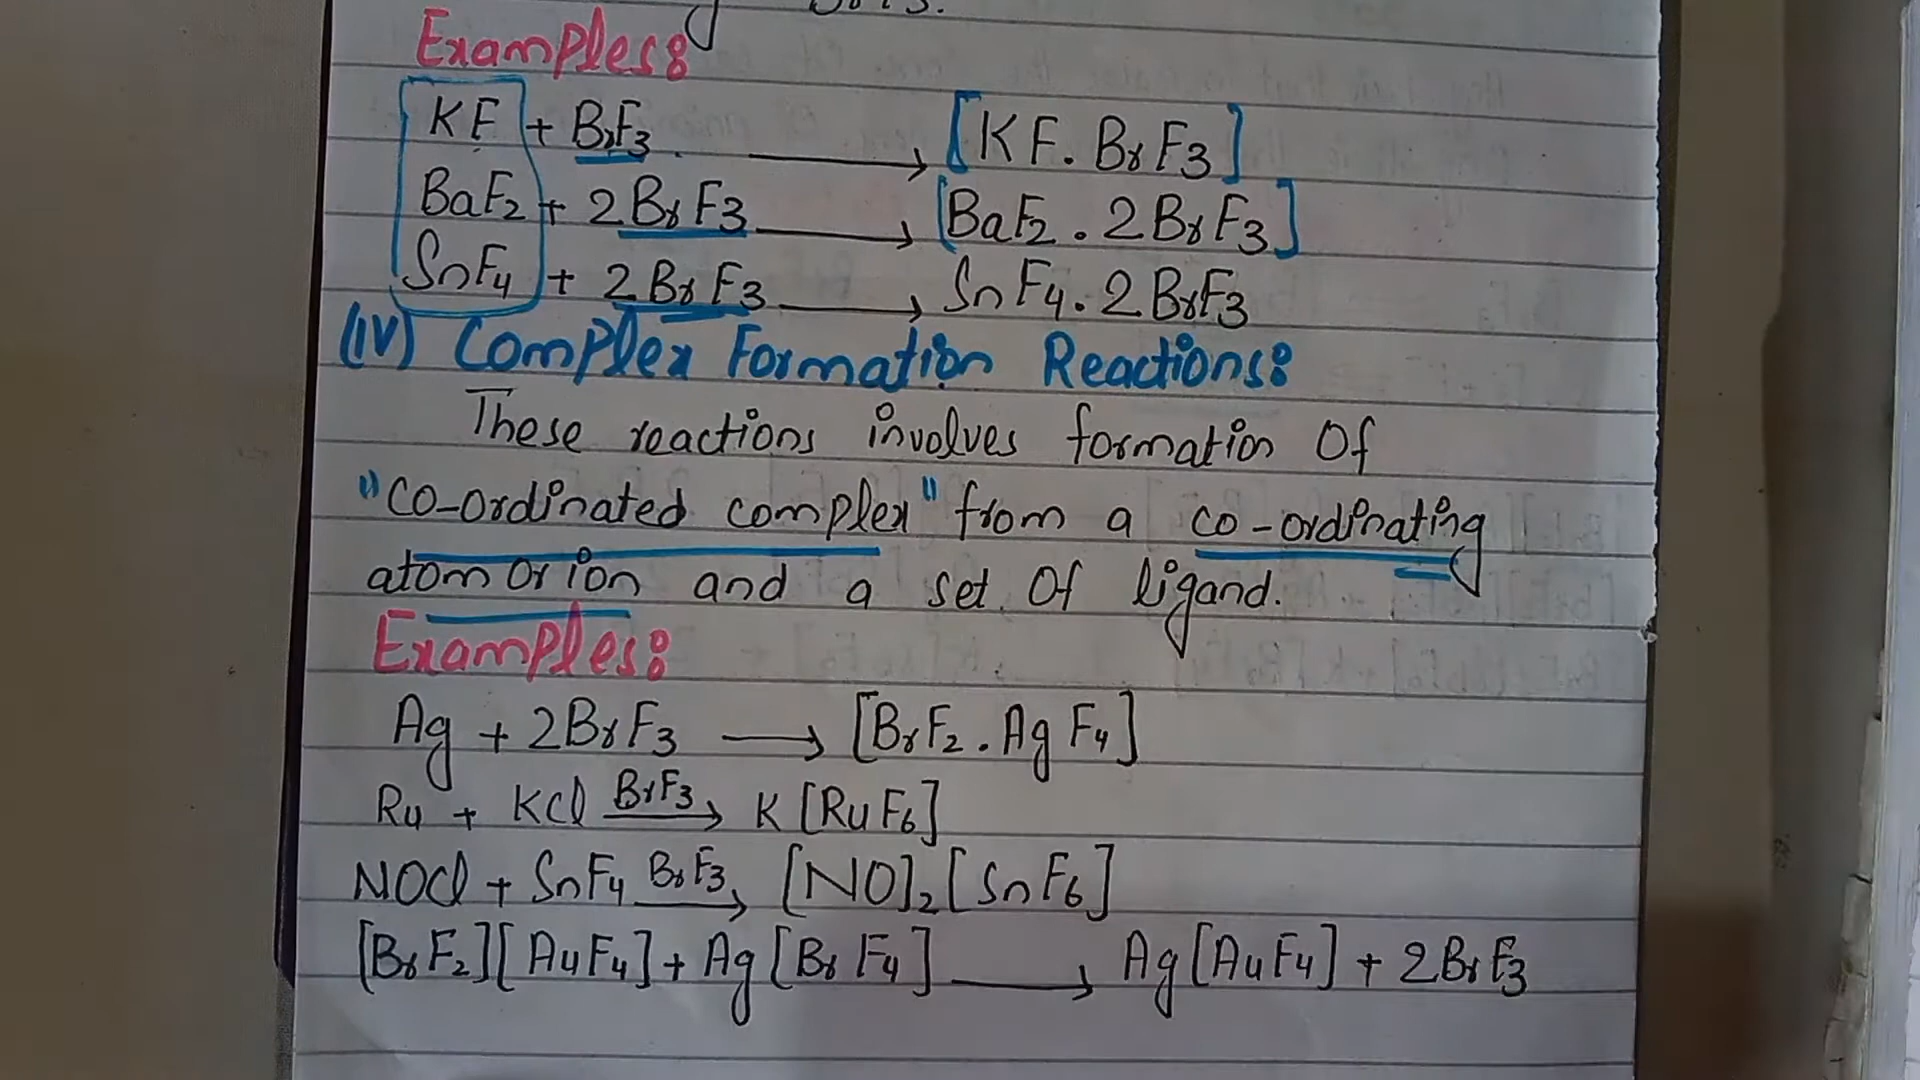 Examples:
KF + BrF3 ⟶ [KF. BrF3]
BaF2 + 2BrF3 ⟶ [BaF2 . 2BrF3]
SnF4 + 2BrF3 ⟶ SnF4. 2BrF3
(iv) Complex Formation Reactions:
These reactions involves formation Of
"co-ordinated complex" from a co-ordinating
atom or ion and a set Of ligand.
Examples:
Ag + 2BrF3 ⟶ [BrF2 . AgF4]
Ru + KCl BrF3⟶ K[RuF6]
NOCl + SnF4 BrF3⟶ [NO]2[SnF6]
[BrF2][AuF4] + Ag[BrF4] ⟶ Ag[AuF4] + 2BrF3